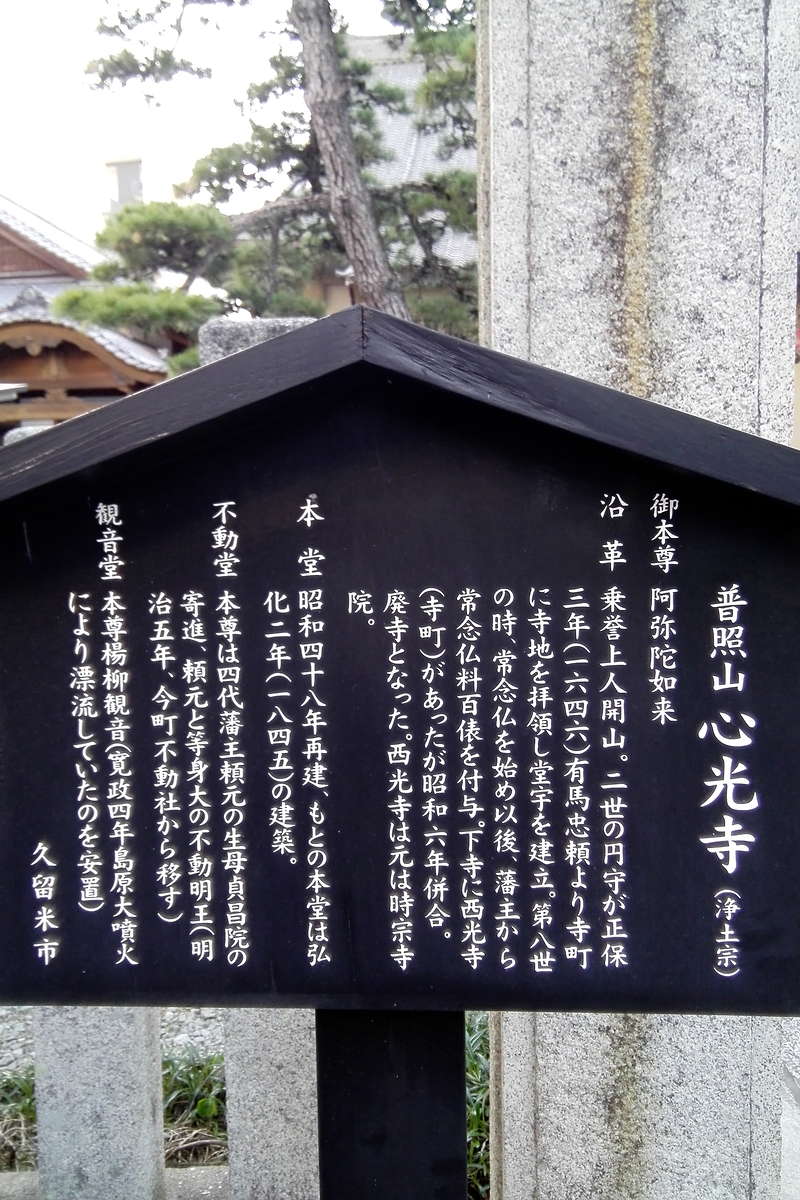 普照山 心光寺 (浄土宗)
御本尊 阿弥陀如来
沿革 乗誉上人開山。二世の円守が正保
三年(一六四六)有馬忠頼より寺町
に寺地を拝領し堂宇を建立。第八世
の時、常念仏を始め以後、藩主から
常念仏料百俵を付与。下寺に西光寺
(寺町)があったが昭和六年併合。
廃寺となった。西光寺は元は時宗寺
院。
本堂 昭和四十八年再建、もとの本堂は弘
化二年(一八四五)の建築。
不動堂 本尊は四代藩主頼元の生母貞昌院の
寄進、頼元と等身大の不動明王(明
治五年、今町不動社から移す)
観音堂 本尊楊柳観音(寛政四年島原大噴火
により漂流していたのを安置)
久留米市